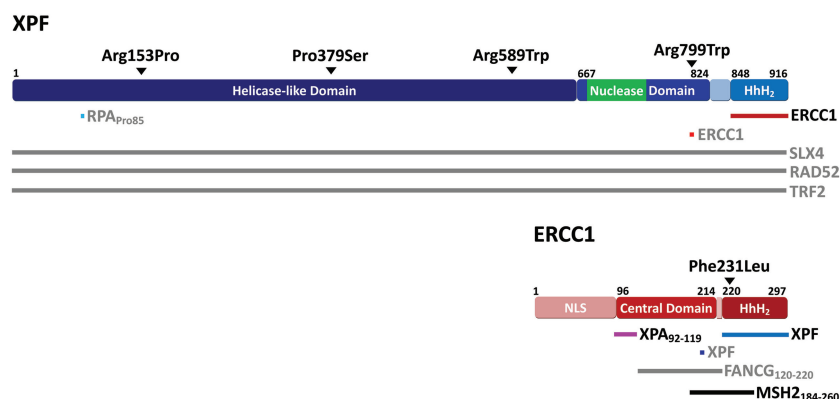 XPF
Arg153Pro Pro379Ser Arg589Trp Arg799Trp
1 667 824 848 916
Helicase-like Domain Nuclease Domain HhH2
RPAPro85 ERCC1
ERCC1
SLX4
RAD52
TRF2
ERCC1
Phe231Leu
1 96 214 220 297
NLS Central Domain HhH2
XPA92-119 XPF
XPF
FANCG120-220
MSH2184-260